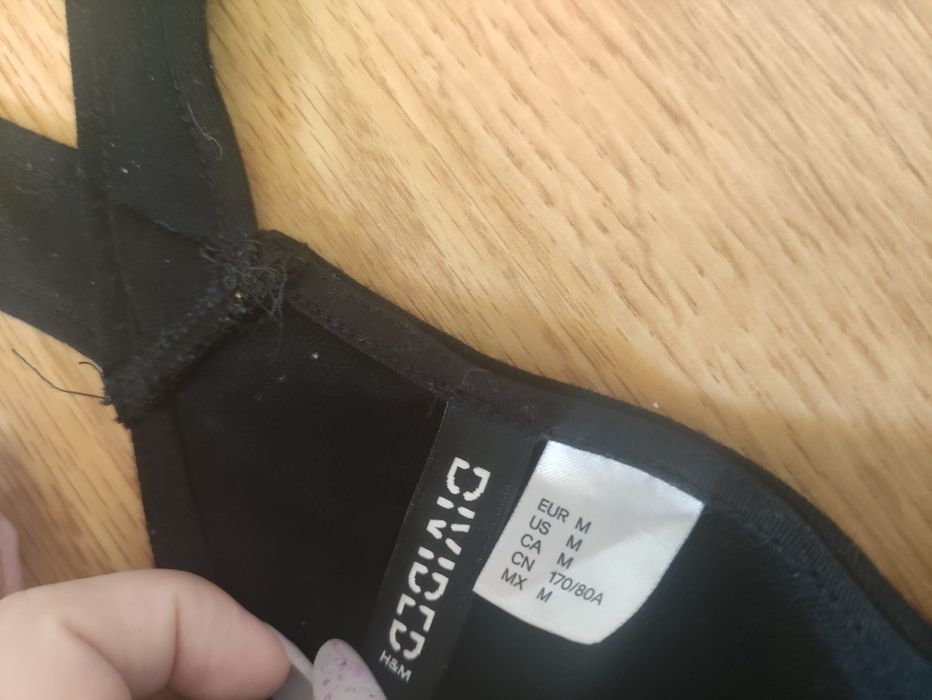 DIVIDED
H&M
EUR M
US M
CA M
CN 170/80A
MX M